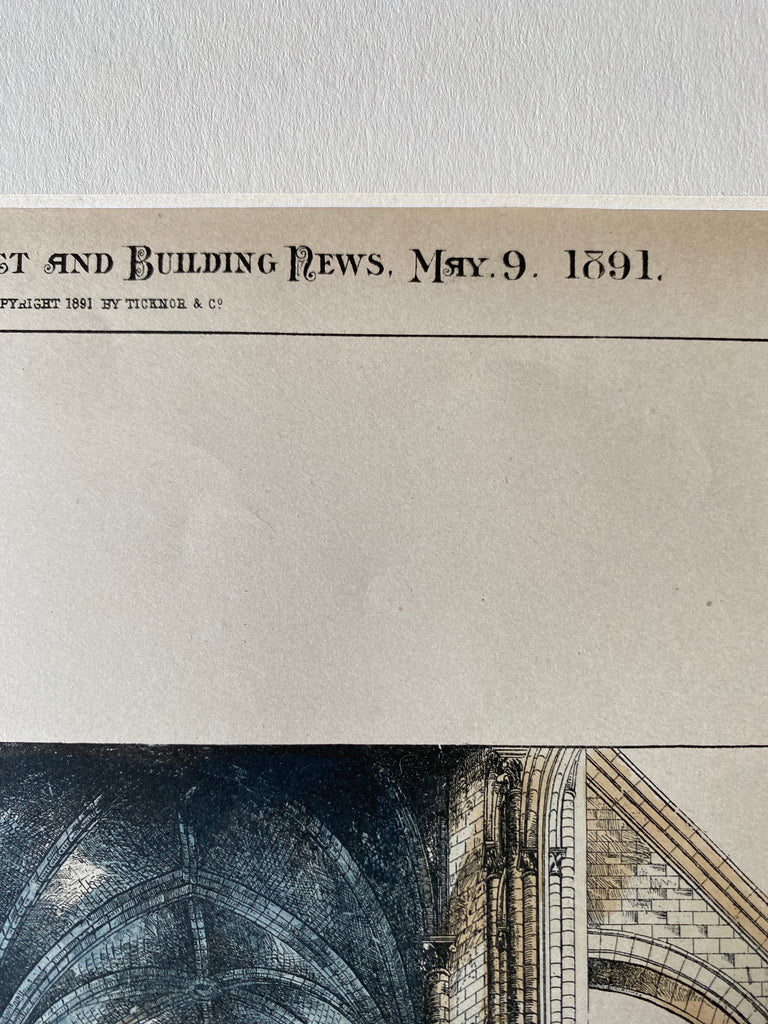 ST AND BUILDING NEWS, MAY. 9. 1891.
PYRIGHT 1891 BY TICKNOR & Cº